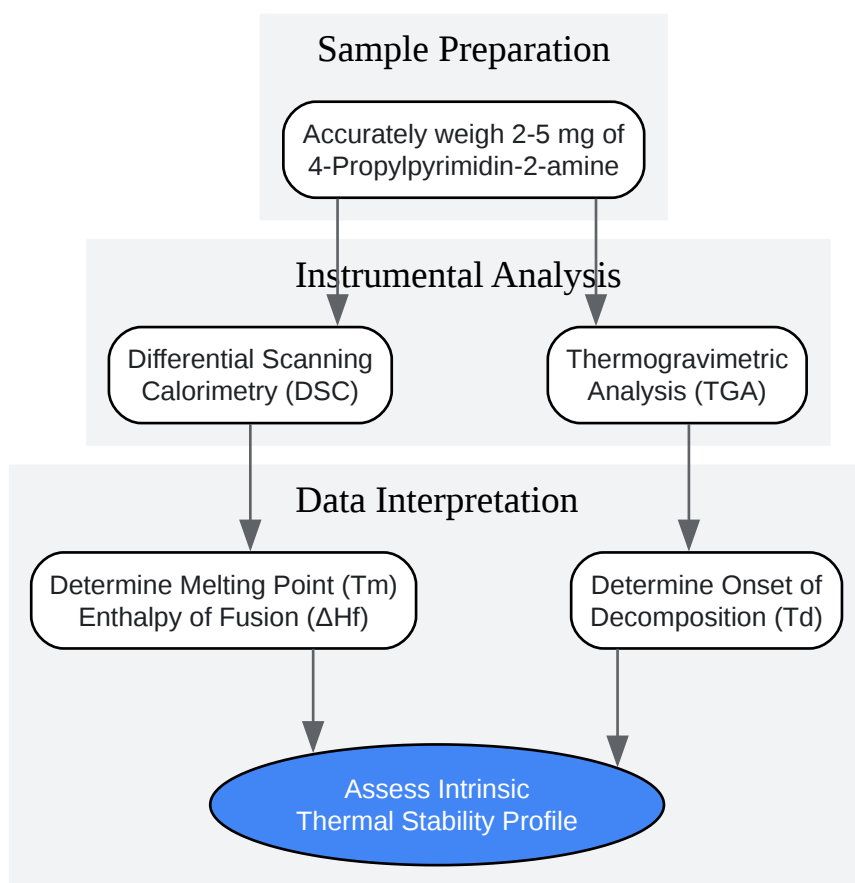 Sample Preparation
Accurately weigh 2-5 mg of
4-Propylpyrimidin-2-amine
Instrumental Analysis
Differential Scanning
Calorimetry (DSC)
Thermogravimetric
Analysis (TGA)
Data Interpretation
Determine Melting Point (Tm)
Enthalpy of Fusion (ΔHf)
Determine Onset of
Decomposition (Td)
Assess Intrinsic
Thermal Stability Profile